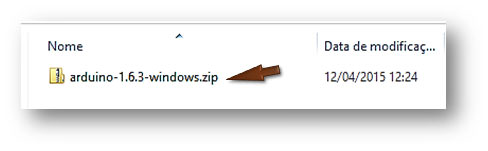 Nome Data de modificaç...
arduino-1.6.3-windows.zip 12/04/2015 12:24